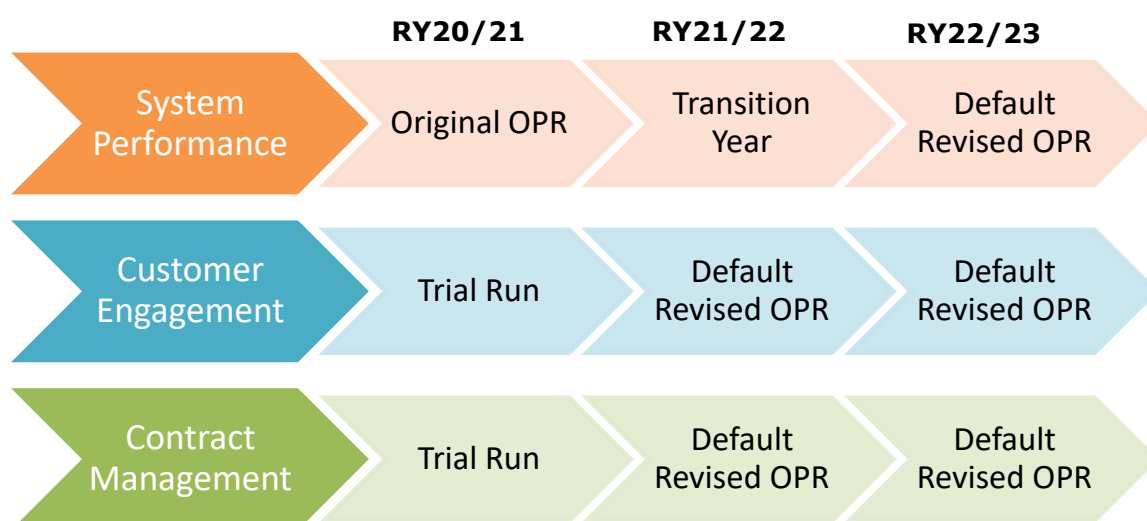 RY20/21 RY21/22 RY22/23
System
Performance
Original OPR
Transition
Year
Default
Revised OPR
Customer
Engagement
Trial Run
Default
Revised OPR
Default
Revised OPR
Contract
Management
Trial Run
Default
Revised OPR
Default
Revised OPR